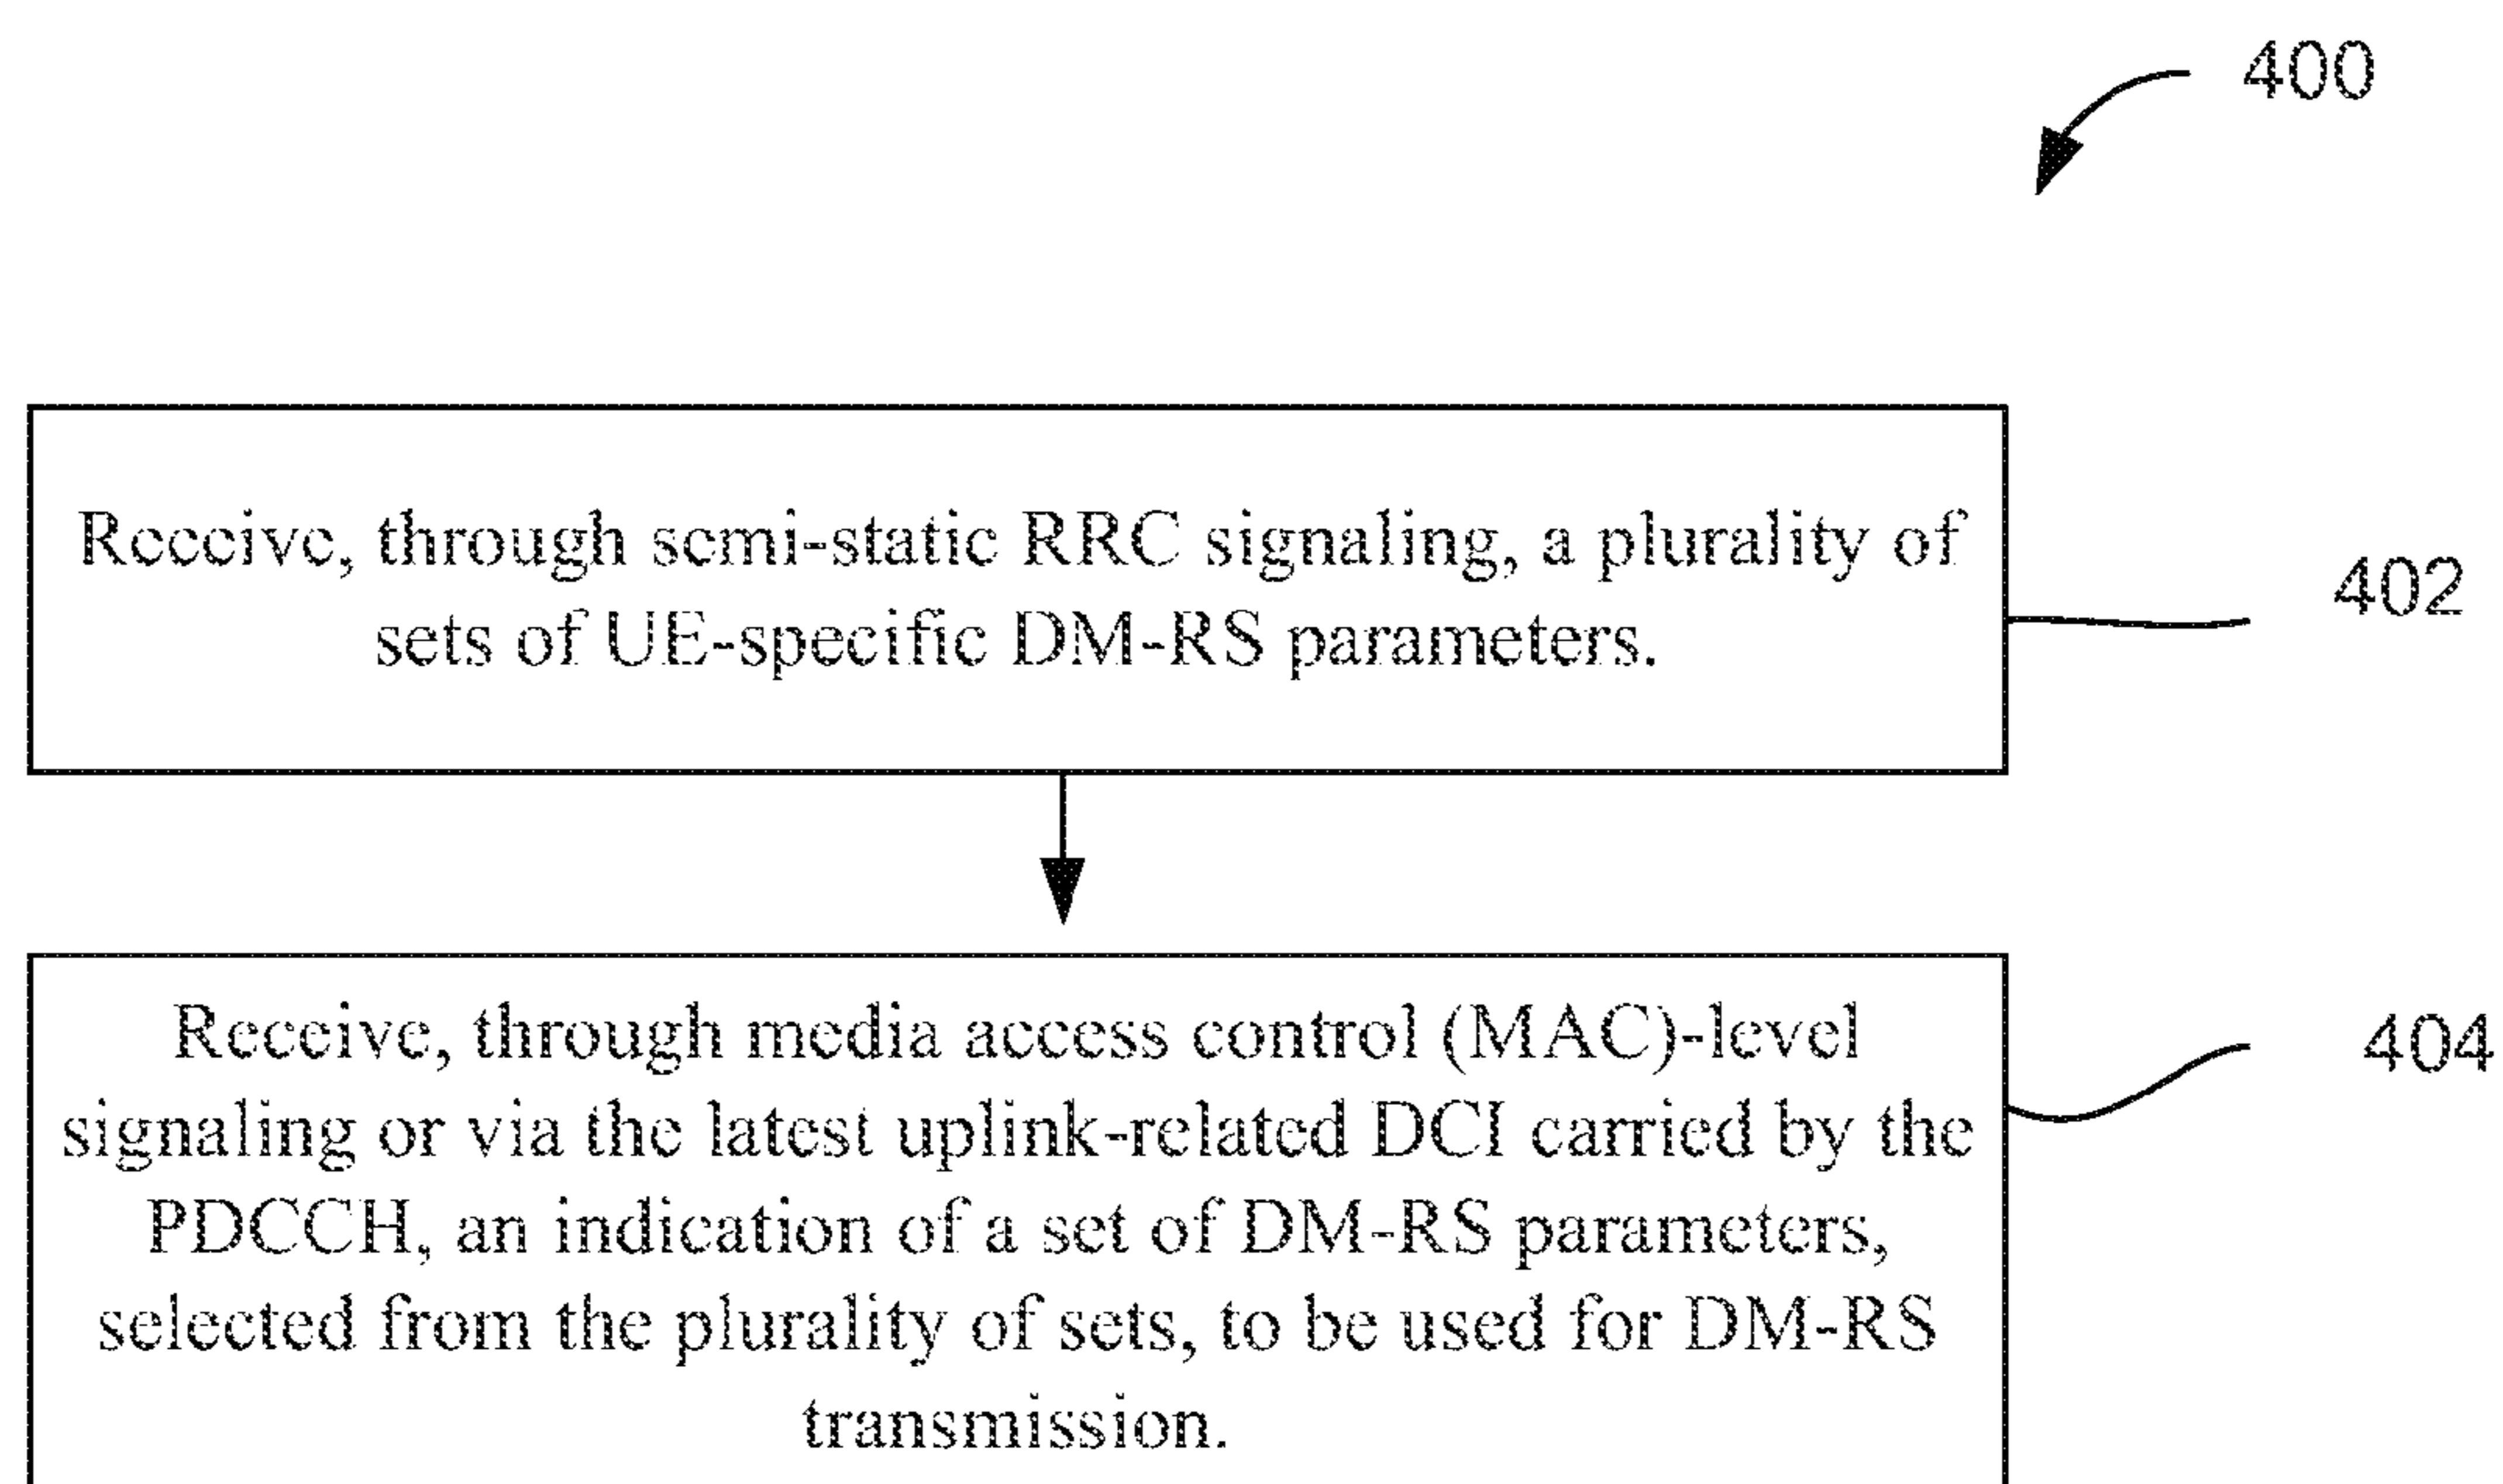 400
Receive, through semi-static RRC signaling, a plurality of
sets of UE-specific DM-RS parameters.
402
Receive, through media access control (MAC)-level
signaling or via the latest uplink-related DCI carried by the
PDCCH, an indication of a set of DM-RS parameters,
selected from the plurality of sets, to be used for DM-RS
transmission.
404